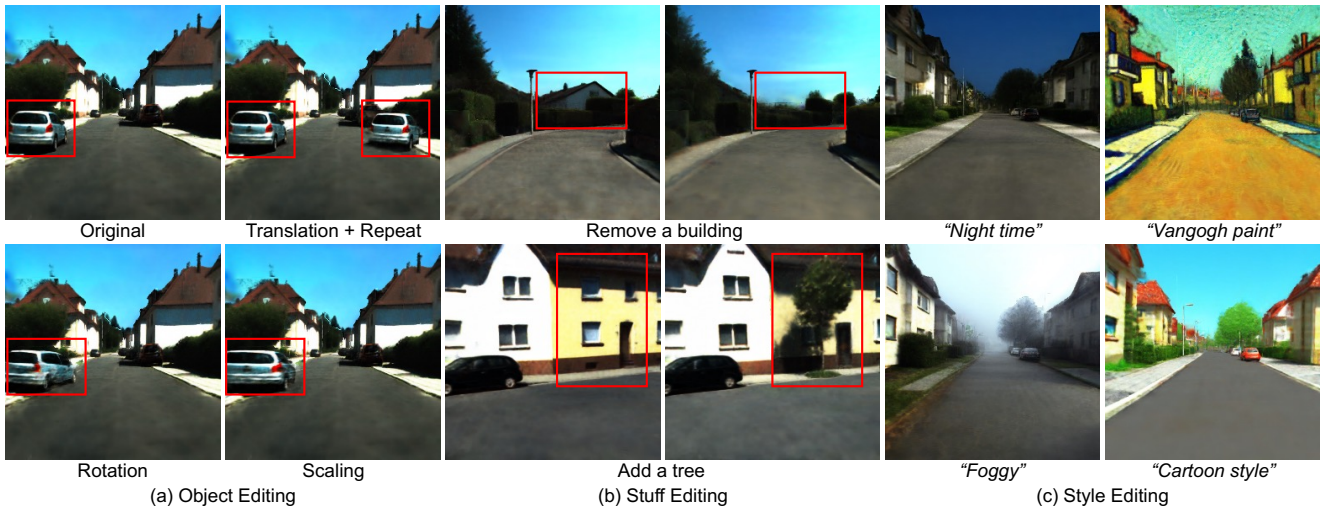 Original
Translation + Repeat
Remove a building
“Night time”
“Vangogh paint”
Rotation
Scaling
Add a tree
“Foggy”
“Cartoon style”
(a) Object Editing
(b) Stuff Editing
(c) Style Editing